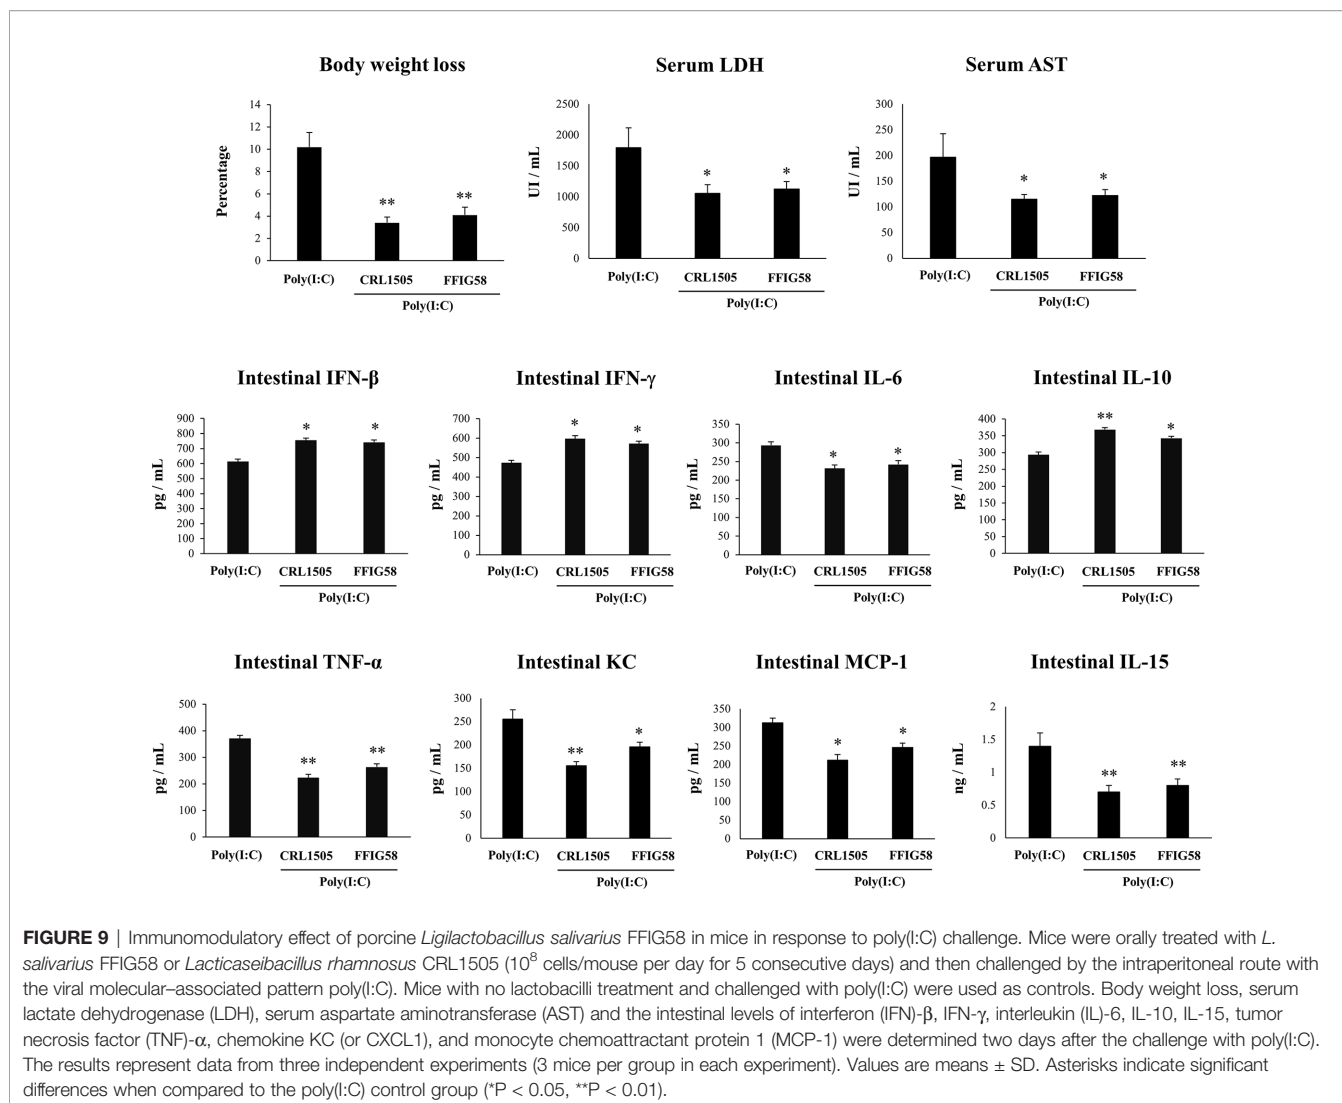 Body weight loss
Serum LDH
Serum AST
Percentage
14
12
10
8
6
4
2
0
**
**
Poly(I:C)
CRL1505
FFIG58
Poly(I:C)
UI / mL
2500
2000
1500
1000
500
0
*
*
Poly(I:C)
CRL1505
FFIG58
Poly(I:C)
UI / mL
300
250
200
150
100
50
0
*
*
Poly(I:C)
CRL1505
FFIG58
Poly(I:C)
Intestinal IFN-β
Intestinal IFN-γ
Intestinal IL-6
Intestinal IL-10
pg / mL
900
800
700
600
500
400
300
200
100
0
*
*
Poly(I:C)
CRL1505
FFIG58
Poly(I:C)
pg / mL
700
600
500
400
300
200
100
0
*
*
Poly(I:C)
CRL1505
FFIG58
Poly(I:C)
pg / mL
350
300
250
200
150
100
50
0
*
*
Poly(I:C)
CRL1505
FFIG58
Poly(I:C)
pg / mL
400
350
300
250
200
150
100
50
0
**
*
Poly(I:C)
CRL1505
FFIG58
Poly(I:C)
Intestinal TNF-α
Intestinal KC
Intestinal MCP-1
Intestinal IL-15
pg / mL
500
400
300
200
100
0
**
**
Poly(I:C)
CRL1505
FFIG58
Poly(I:C)
pg / mL
300
250
200
150
100
50
0
**
*
Poly(I:C)
CRL1505
FFIG58
Poly(I:C)
pg / mL
350
300
250
200
150
100
50
0
*
*
Poly(I:C)
CRL1505
FFIG58
Poly(I:C)
ng / mL
2
1.5
1
0.5
0
**
**
Poly(I:C)
CRL1505
FFIG58
Poly(I:C)
FIGURE 9 | Immunomodulatory effect of porcine Ligilactobacillus salivarius FFIG58 in mice in response to poly(I:C) challenge. Mice were orally treated with L.
salivarius FFIG58 or Lacticaseibacillus rhamnosus CRL1505 (10⁸ cells/mouse per day for 5 consecutive days) and then challenged by the intraperitoneal route with
the viral molecular–associated pattern poly(I:C). Mice with no lactobacilli treatment and challenged with poly(I:C) were used as controls. Body weight loss, serum
lactate dehydrogenase (LDH), serum aspartate aminotransferase (AST) and the intestinal levels of interferon (IFN)-β, IFN-γ, interleukin (IL)-6, IL-10, IL-15, tumor
necrosis factor (TNF)-α, chemokine KC (or CXCL1), and monocyte chemoattractant protein 1 (MCP-1) were determined two days after the challenge with poly(I:C).
The results represent data from three independent experiments (3 mice per group in each experiment). Values are means ± SD. Asterisks indicate significant
differences when compared to the poly(I:C) control group (*P < 0.05, **P < 0.01).